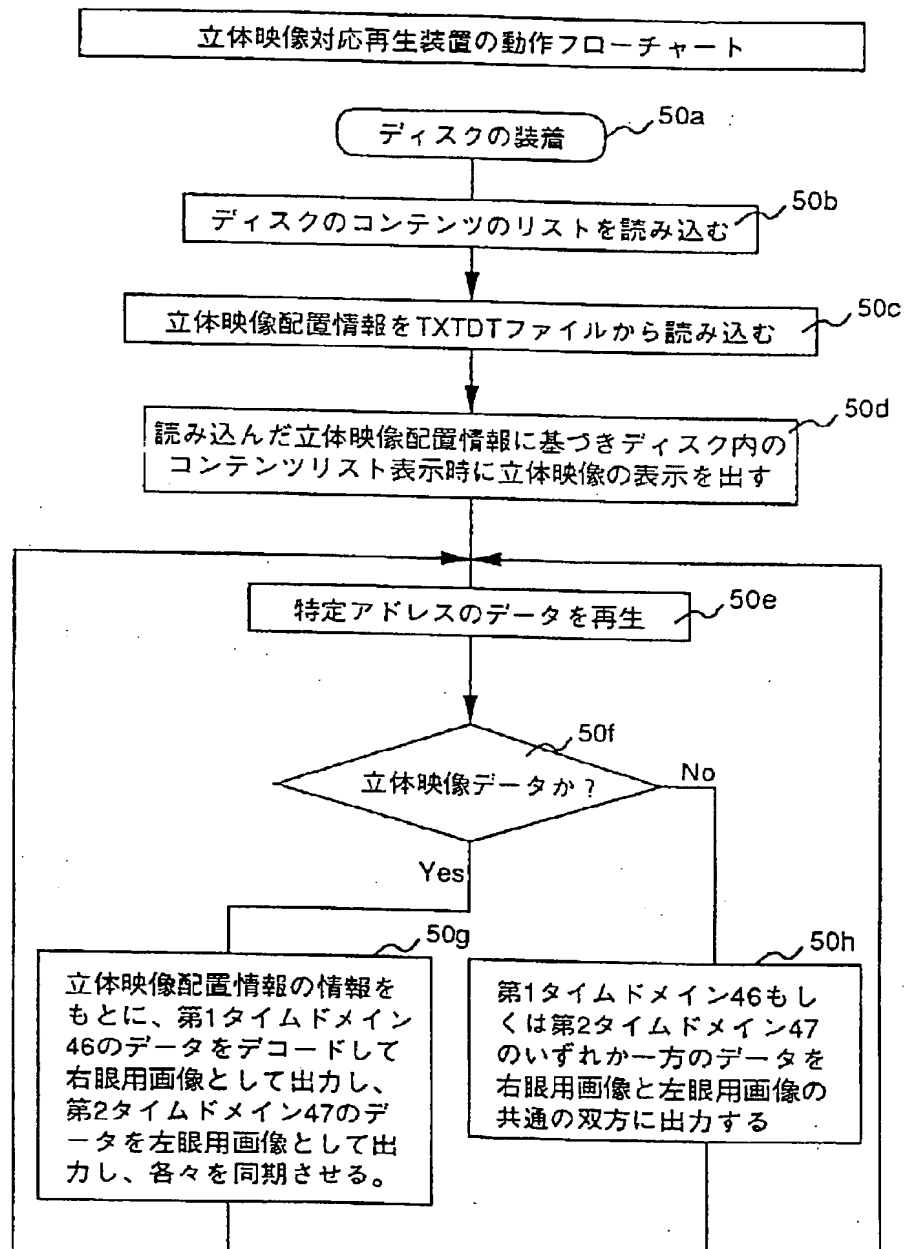 立体映像対応再生装置の動作フローチャート
ディスクの装着
50a
ディスクのコンテンツのリストを読み込む
50b
立体映像配置情報をTXTDTファイルから読み込む
50c
読み込んだ立体映像配置情報に基づきディスク内の
コンテンツリスト表示時に立体映像の表示を出す
50d
特定アドレスのデータを再生
50e
立体映像データか？
50f
No
Yes
50g
立体映像配置情報の情報を
もとに、第1タイムドメイン
46のデータをデコードして
右眼用画像として出力し、
第2タイムドメイン47のデ
ータを左眼用画像として出
力し、各々を同期させる。
50h
第1タイムドメイン46もし
くは第2タイムドメイン47
のいずれか一方のデータを
右眼用画像と左眼用画像の
共通の双方に出力する